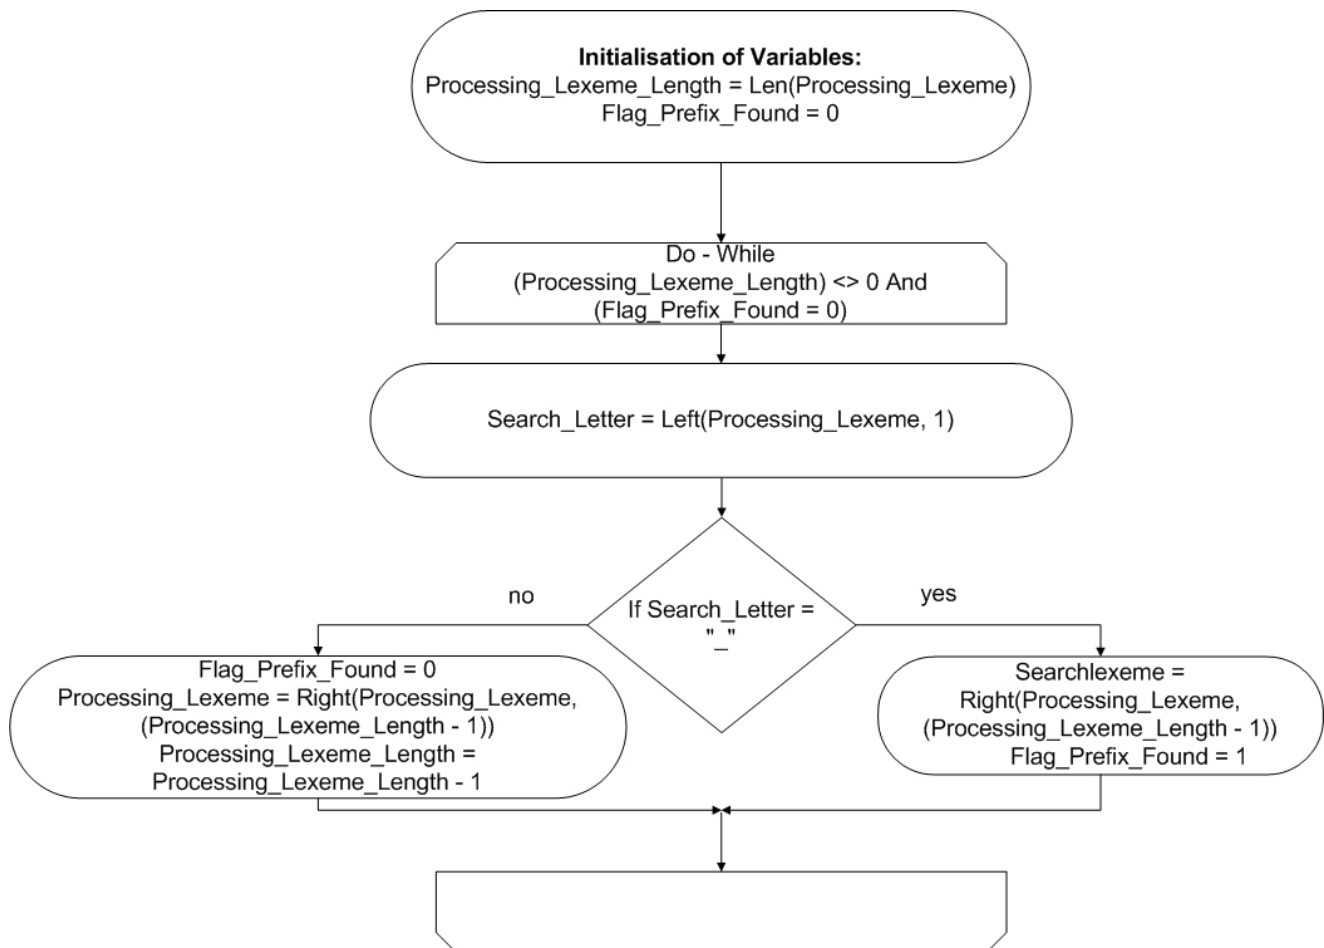 Initialisation of Variables:
Processing_Lexeme_Length = Len(Processing_Lexeme)
Flag_Prefix_Found = 0
Do - While
(Processing_Lexeme_Length) <> 0 And
(Flag_Prefix_Found = 0)
Search_Letter = Left(Processing_Lexeme, 1)
If Search_Letter =
"_"
no
yes
Flag_Prefix_Found = 0
Processing_Lexeme = Right(Processing_Lexeme,
(Processing_Lexeme_Length - 1))
Processing_Lexeme_Length =
Processing_Lexeme_Length - 1
Searchlexeme =
Right(Processing_Lexeme,
(Processing_Lexeme_Length - 1))
Flag_Prefix_Found = 1